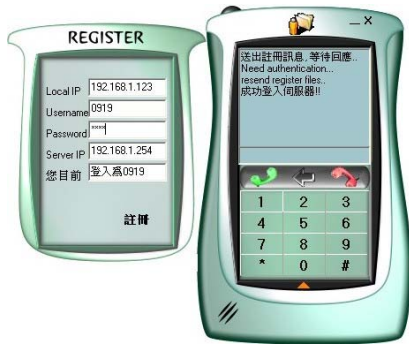 REGISTER
Local IP 192.168.1.123
Username 0919
Password ****
Server IP 192.168.1.254
您目前 登入爲0919
註冊
_ X
送出註冊訊息,等待回應..
Need authentication...
resend register files..
成功登入伺服器!!
1 2 3
4 5 6
7 8 9
* 0 #